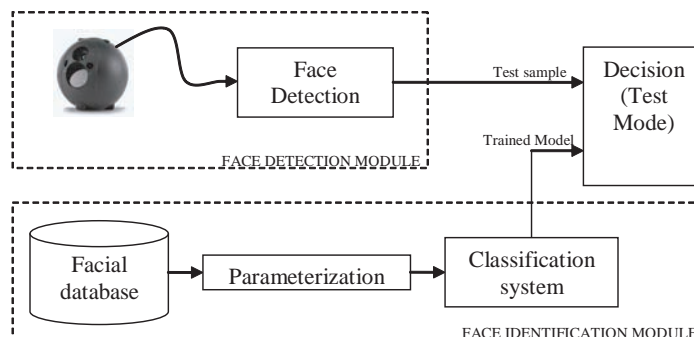 Face
Detection
Test sample
Decision
(Test
Mode)
Trained Model
FACE DETECTION MODULE
Facial
database
Parameterization
Classification
system
FACE IDENTIFICATION MODULE